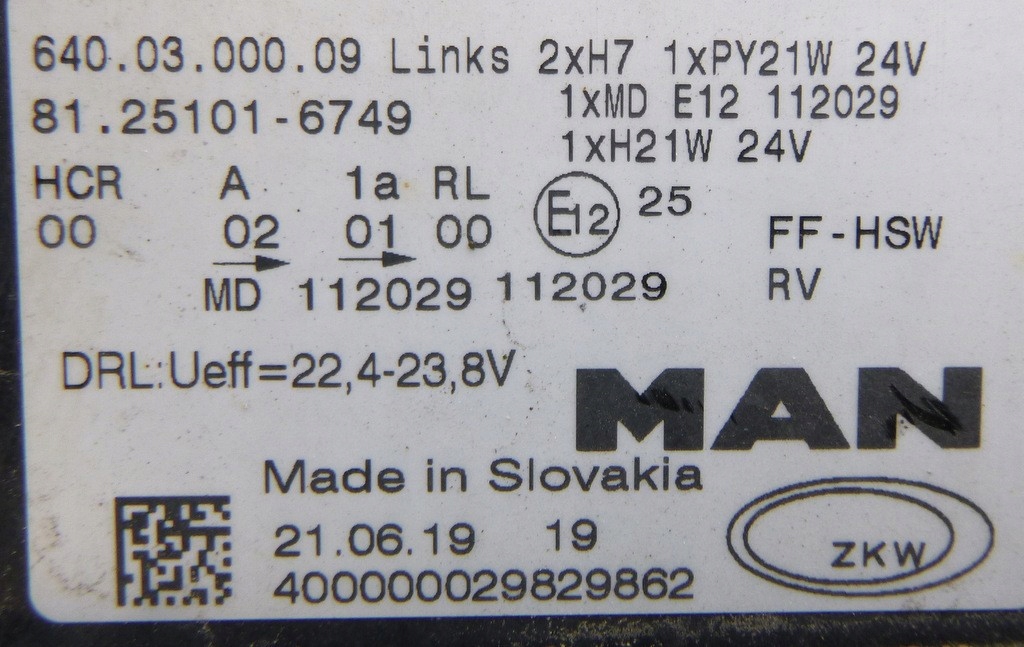 640.03.000.09 Links 2xH7 1xPY21W 24V
81.25101-6749 1xMD E12 112029
1xH21W 24V
HCR A 1a RL E12 25
00 02 01 00 FF-HSW
MD 112029 112029 RV
DRL:Ueff=22,4-23,8V
MAN
Made in Slovakia
21.06.19 19
ZKW
400000029829862